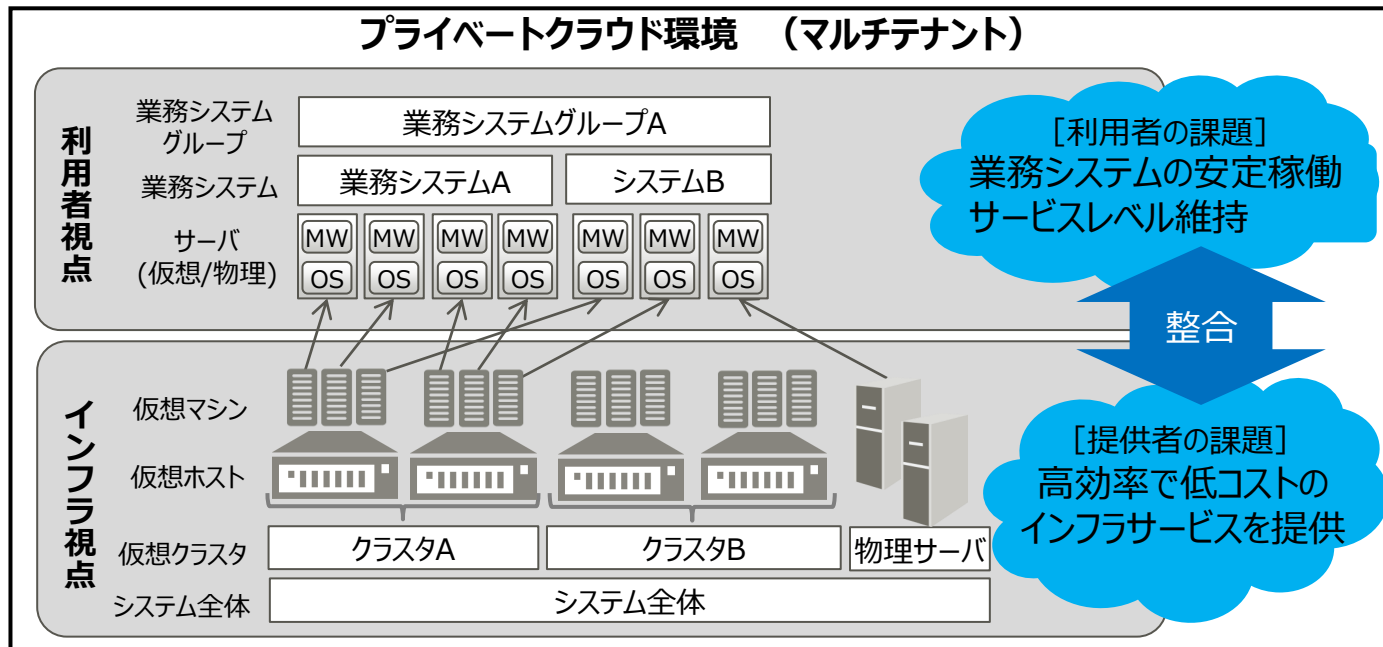 プライベートクラウド環境 （マルチテナント）
利用者視点
業務システム
グループ
業務システムグループA
業務システム
業務システムA
システムB
サーバ
(仮想/物理)
MW MW MW MW MW MW MW
OS OS OS OS OS OS OS
［利用者の課題］
業務システムの安定稼働
サービスレベル維持
整合
インフラ視点
仮想マシン
仮想ホスト
仮想クラスタ
クラスタA
クラスタB
物理サーバ
システム全体
システム全体
［提供者の課題］
高効率で低コストの
インフラサービスを提供